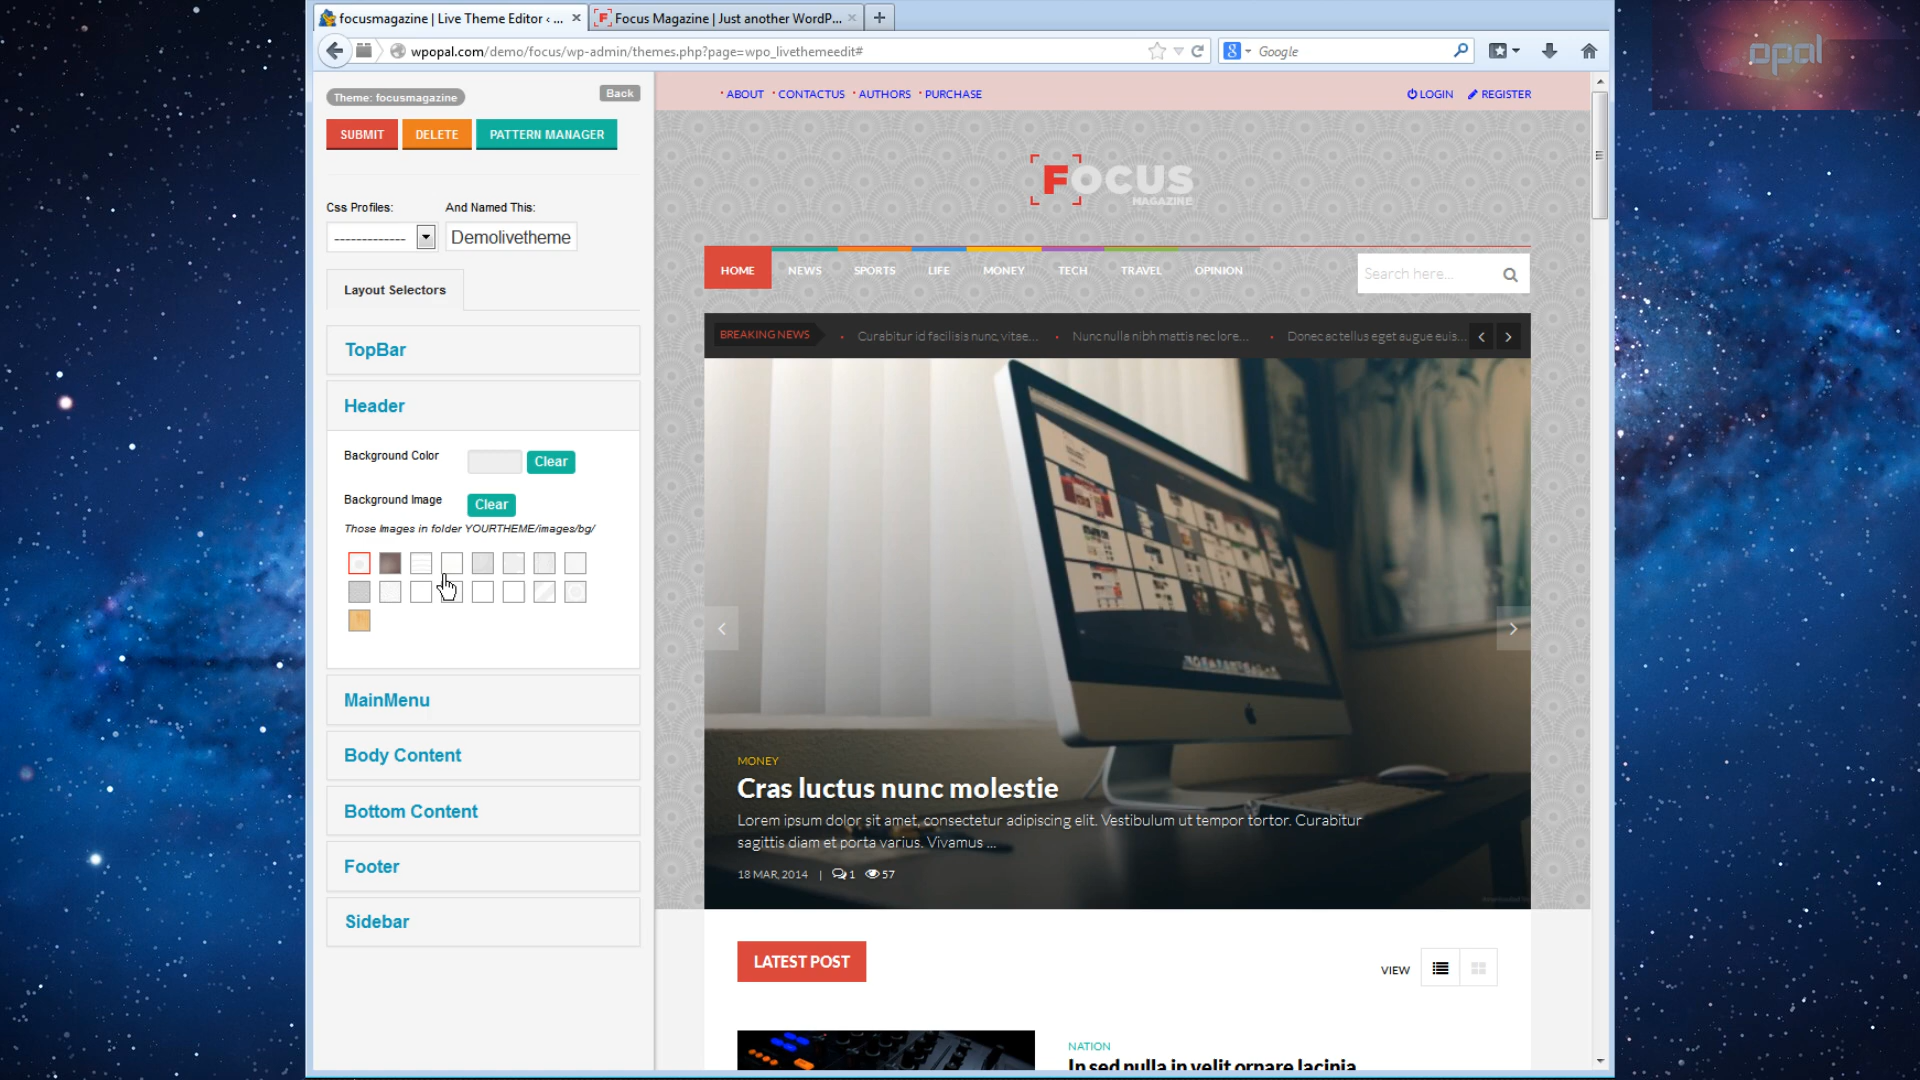 focusmagazine | Live Theme Editor ‹ ...
Focus Magazine | Just another WordP...
opal
wpopal.com/demo/focus/wp-admin/themes.php?page=wpo_livethemeedit#
Google
Theme: focusmagazine
Back
SUBMIT
DELETE
PATTERN MANAGER
Css Profiles:
And Named This:
-------------
Demolivetheme
Layout Selectors
TopBar
Header
Background Color
Clear
Background Image
Clear
Those Images in folder YOURTHEME/images/bg/
MainMenu
Body Content
Bottom Content
Footer
Sidebar
ABOUT
CONTACTUS
AUTHORS
PURCHASE
LOGIN
REGISTER
FOCUS
MAGAZINE
HOME
NEWS
SPORTS
LIFE
MONEY
TECH
TRAVEL
OPINION
Search here...
BREAKING NEWS
Curabitur id facilisis nunc, vitae...
Nunc nulla nibh mattis nec lore...
Donec ac tellus eget augue euis...
MONEY
Cras luctus nunc molestie
Lorem ipsum dolor sit amet, consectetur adipiscing elit. Vestibulum ut tempor tortor. Curabitur
sagittis diam et porta varius. Vivamus ...
18 MAR, 2014 | 1 57
LATEST POST
VIEW
NATION
In sed nulla in velit ornare lacinia